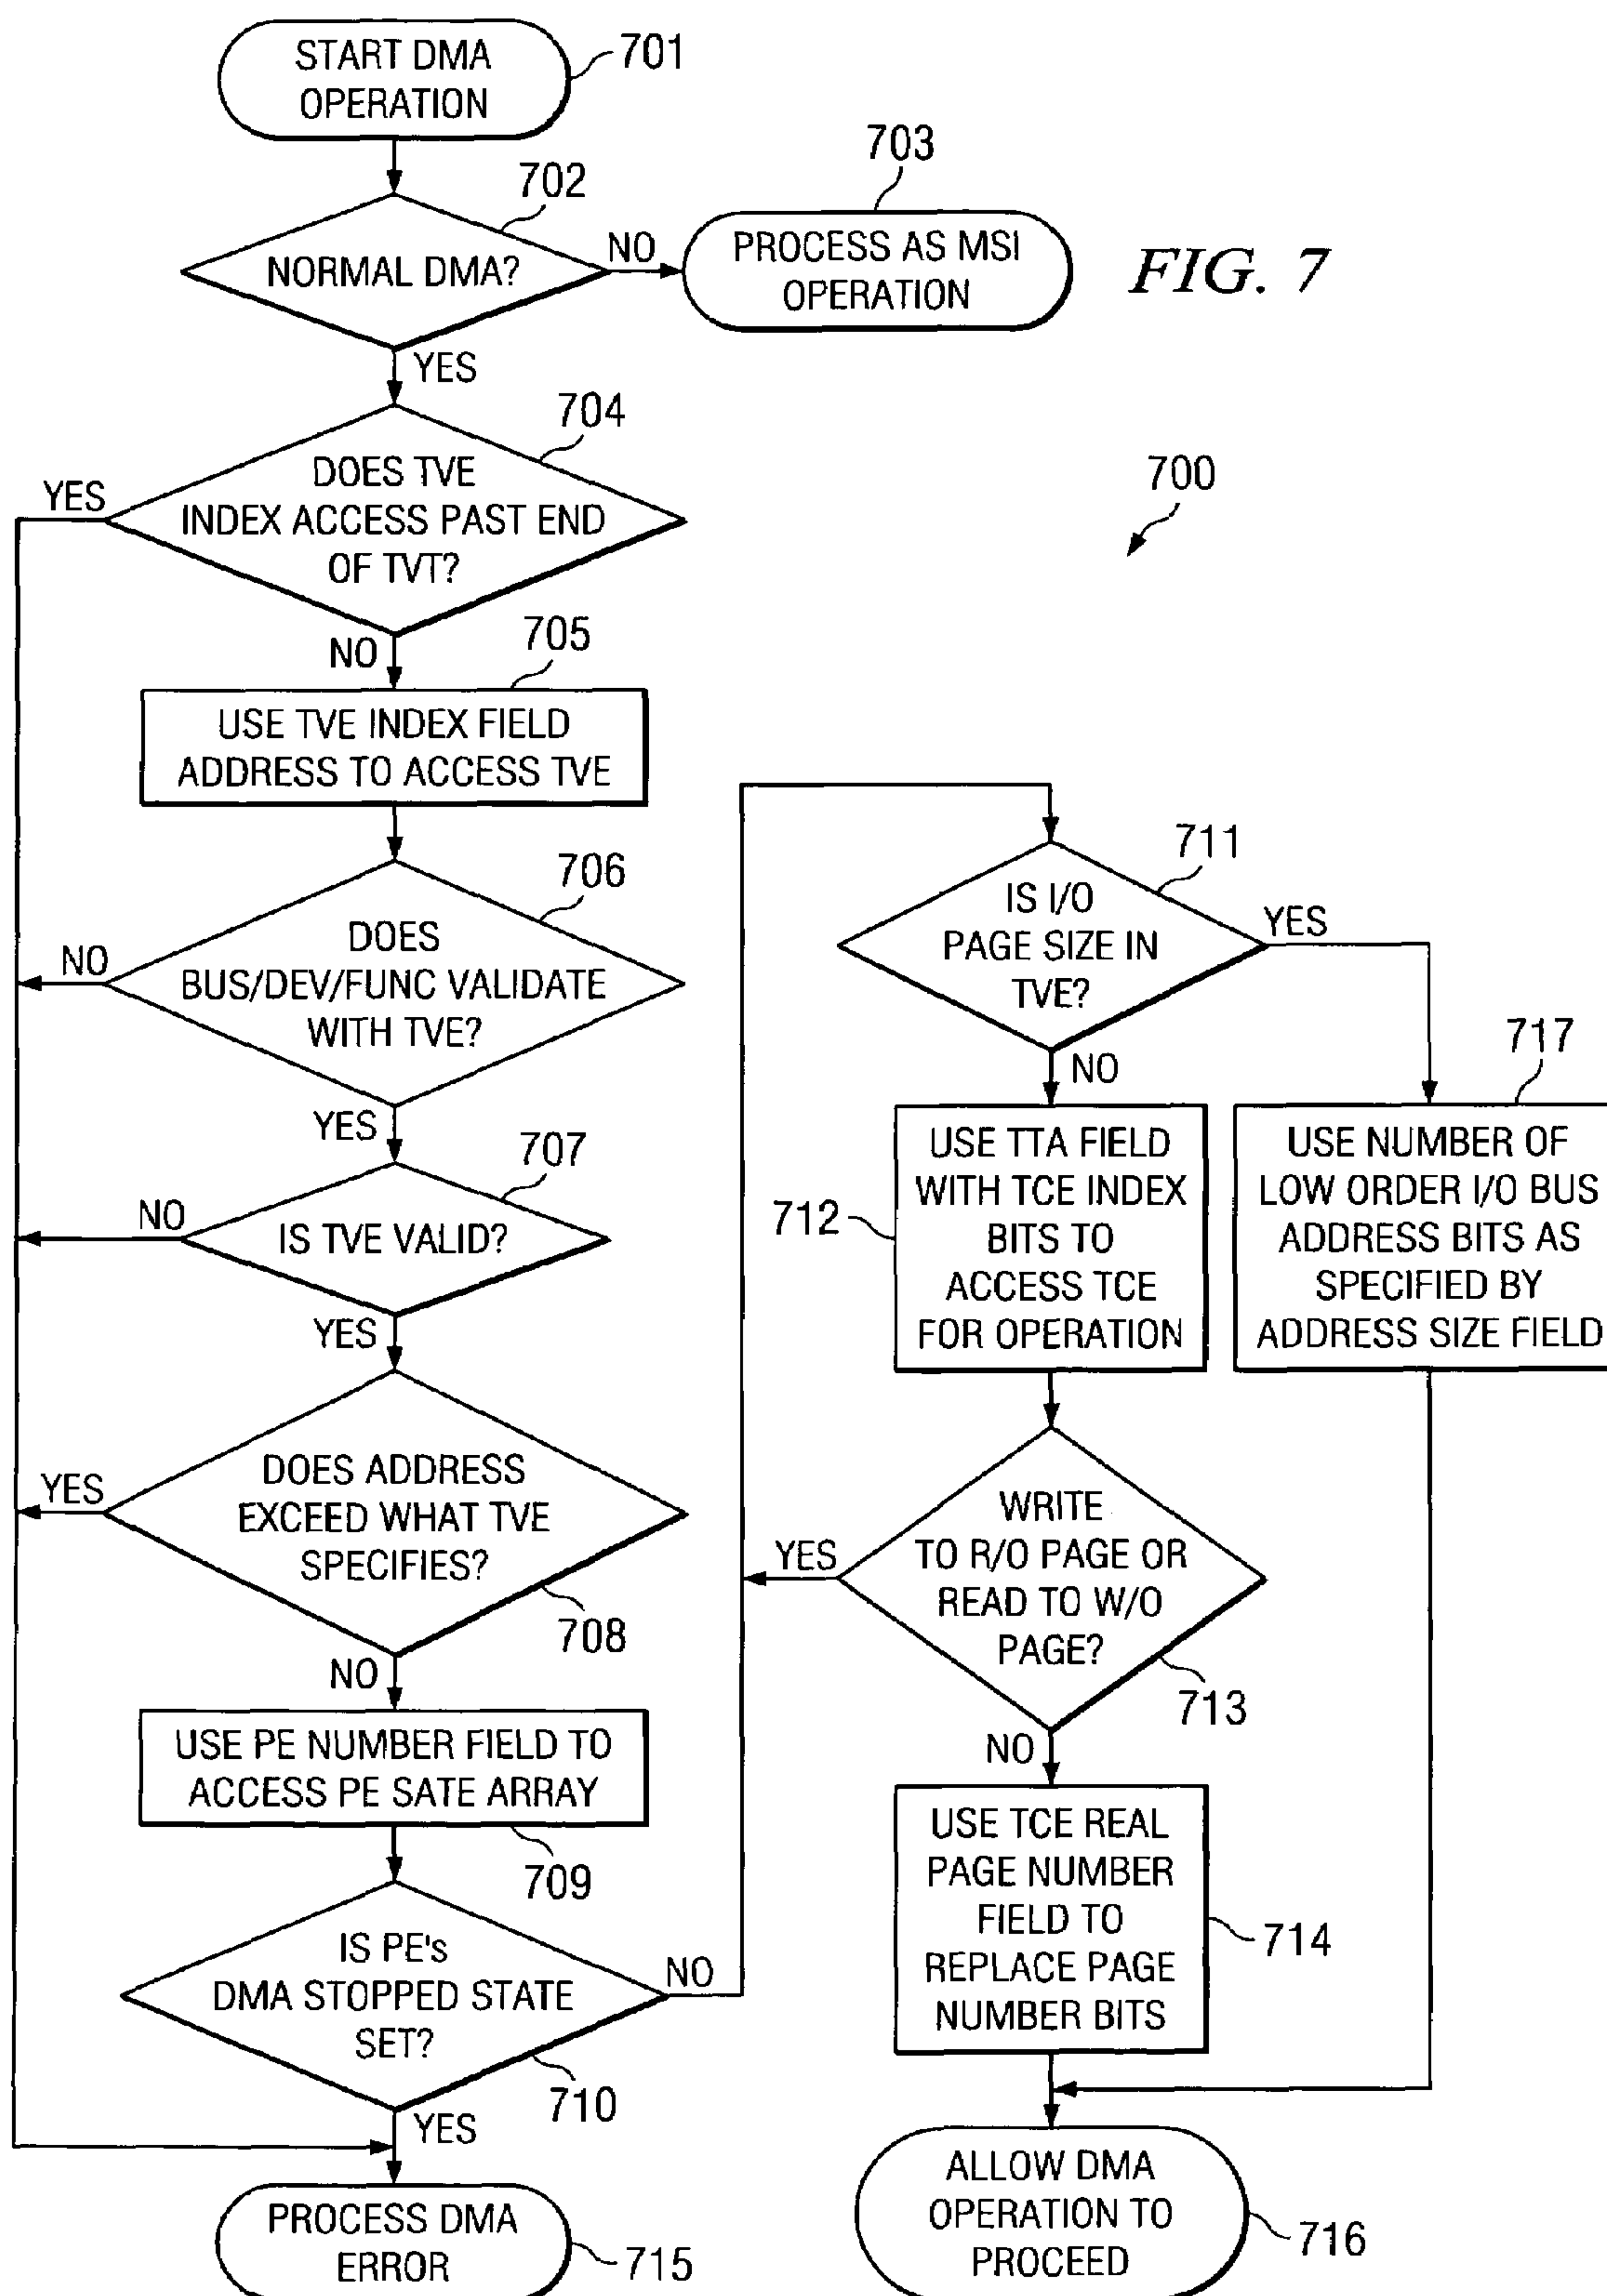 START DMA
OPERATION
701
702
NORMAL DMA?
NO
703
PROCESS AS MSI
OPERATION
FIG. 7
YES
704
DOES TVE
INDEX ACCESS PAST END
OF TVT?
YES
700
NO
705
USE TVE INDEX FIELD
ADDRESS TO ACCESS TVE
706
DOES
BUS/DEV/FUNC VALIDATE
WITH TVE?
NO
YES
707
IS TVE VALID?
NO
YES
DOES ADDRESS
EXCEED WHAT TVE
SPECIFIES?
YES
708
NO
USE PE NUMBER FIELD TO
ACCESS PE SATE ARRAY
709
IS PE's
DMA STOPPED STATE
SET?
NO
710
YES
PROCESS DMA
ERROR
715
711
IS I/O
PAGE SIZE IN
TVE?
YES
NO
717
712
USE TTA FIELD
WITH TCE INDEX
BITS TO
ACCESS TCE
FOR OPERATION
USE NUMBER OF
LOW ORDER I/O BUS
ADDRESS BITS AS
SPECIFIED BY
ADDRESS SIZE FIELD
WRITE
TO R/O PAGE OR
READ TO W/O
PAGE?
YES
713
NO
USE TCE REAL
PAGE NUMBER
FIELD TO
REPLACE PAGE
NUMBER BITS
714
ALLOW DMA
OPERATION TO
PROCEED
716